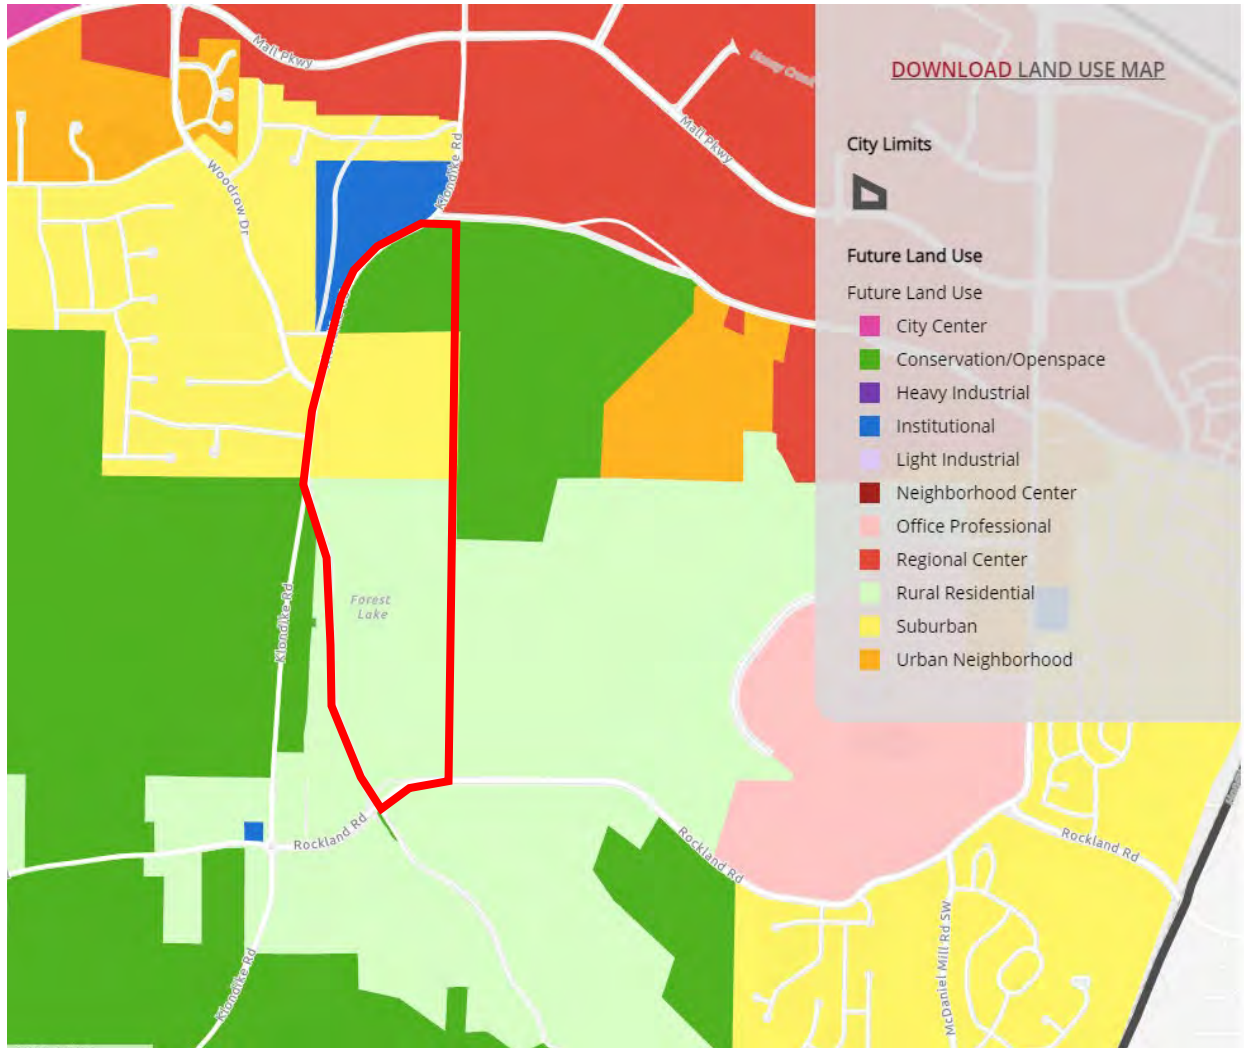 DOWNLOAD LAND USE MAP
City Limits
Future Land Use
Future Land Use
City Center
Conservation/Openspace
Heavy Industrial
Institutional
Light Industrial
Neighborhood Center
Office Professional
Regional Center
Rural Residential
Suburban
Urban Neighborhood
Mall Pkwy
Mall Pkwy
Klondike Rd
Woodrow Dr
Forest
Lake
Klondike Rd
Rockland Rd
Rockland Rd
Rockland Rd
McDaniel Mill Rd SW
Klondike Rd